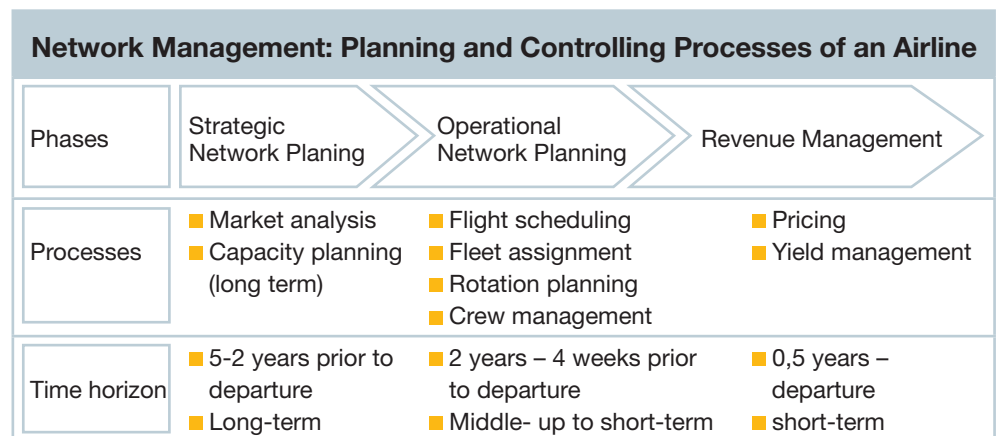 Network Management: Planning and Controlling Processes of an Airline
Phases
Strategic
Network Planing
Operational
Network Planning
Revenue Management
Processes
Market analysis
Capacity planning
(long term)
Flight scheduling
Fleet assignment
Rotation planning
Crew management
Pricing
Yield management
Time horizon
5-2 years prior to
departure
Long-term
2 years – 4 weeks prior
to departure
Middle- up to short-term
0,5 years –
departure
short-term